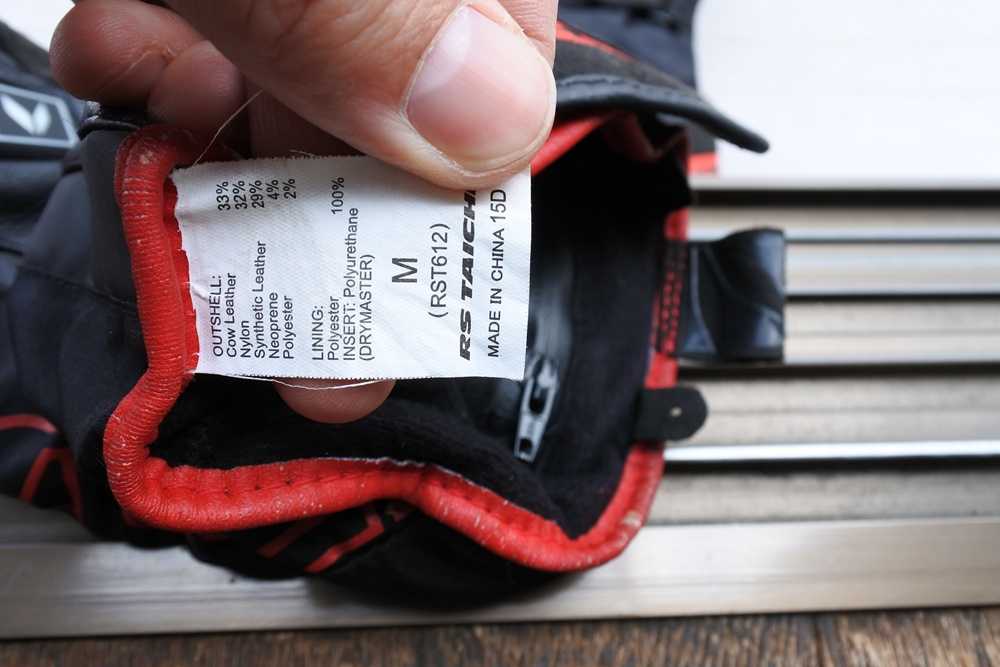 OUTSHELL:
Cow Leather 33%
Nylon 32%
Synthetic Leather 29%
Neoprene 4%
Polyester 2%
LINING:
Polyester 100%
INSERT: Polyurethane
(DRYMASTER)
M
(RST612)
RS TAICHI
MADE IN CHINA 15D